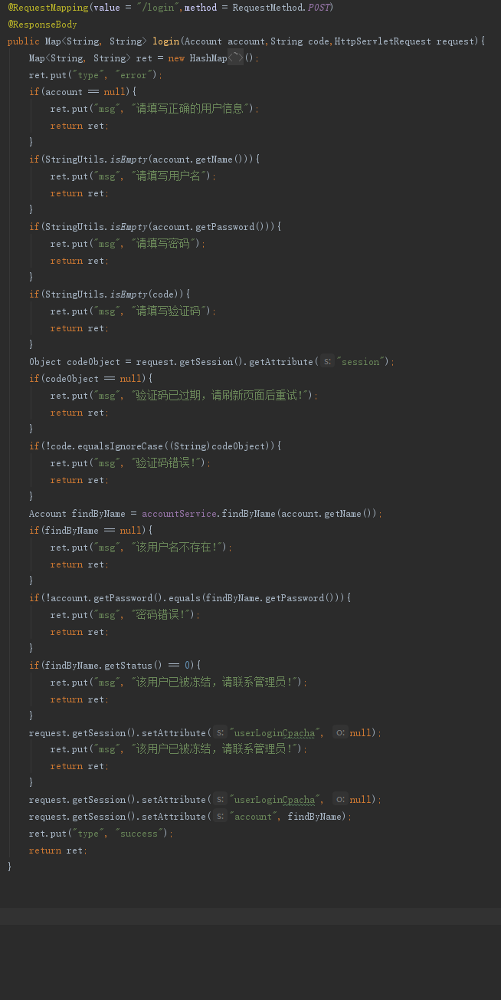 @RequestMapping(value = "/login",method = RequestMethod.POST)
@ResponseBody
public Map<String, String> login(Account account,String code,HttpServletRequest request){
Map<String, String> ret = new HashMap<~>();
ret.put("type", "error");
if(account == null){
ret.put("msg", "请填写正确的用户信息");
return ret;
}
if(StringUtils.isEmpty(account.getName())){
ret.put("msg", "请填写用户名");
return ret;
}
if(StringUtils.isEmpty(account.getPassword())){
ret.put("msg", "请填写密码");
return ret;
}
if(StringUtils.isEmpty(code)){
ret.put("msg", "请填写验证码");
return ret;
}
Object codeObject = request.getSession().getAttribute( s: "session");
if(codeObject == null){
ret.put("msg", "验证码已过期，请刷新页面后重试!");
return ret;
}
if(!code.equalsIgnoreCase((String)codeObject)){
ret.put("msg", "验证码错误!");
return ret;
}
Account findByName = accountService.findByName(account.getName());
if(findByName == null){
ret.put("msg", "该用户名不存在!");
return ret;
}
if(!account.getPassword().equals(findByName.getPassword())){
ret.put("msg", "密码错误!");
return ret;
}
if(findByName.getStatus() == 0){
ret.put("msg", "该用户已被冻结，请联系管理员!");
return ret;
}
request.getSession().setAttribute( s: "userLoginCpacha", o: null);
ret.put("msg", "该用户已被冻结，请联系管理员!");
return ret;
}
request.getSession().setAttribute( s: "userLoginCpacha", o: null);
request.getSession().setAttribute( s: "account", findByName);
ret.put("type", "success");
return ret;
}